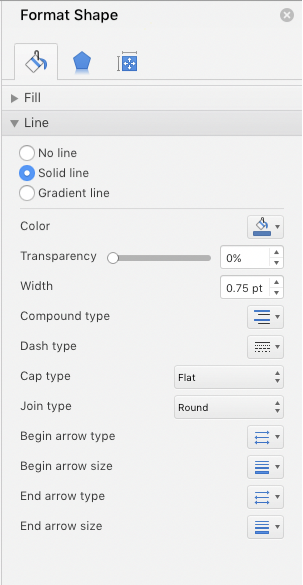 Format Shape
Fill
Line
No line
Solid line
Gradient line
Color
Transparency 0%
Width 0.75 pt
Compound type
Dash type
Cap type Flat
Join type Round
Begin arrow type
Begin arrow size
End arrow type
End arrow size